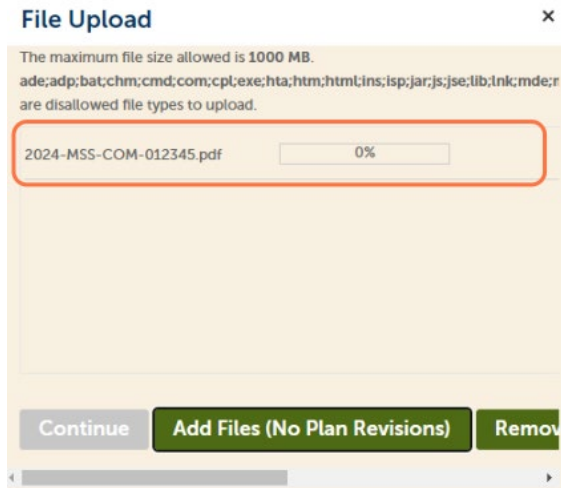 File Upload ×
The maximum file size allowed is 1000 MB.
ade;adp;bat;chm;cmd;com;cpl;exe;hta;htm;html;ins;isp;jar;js;jse;lib;lnk;mde;
are disallowed file types to upload.
2024-MSS-COM-012345.pdf 0%
Continue Add Files (No Plan Revisions) Remov